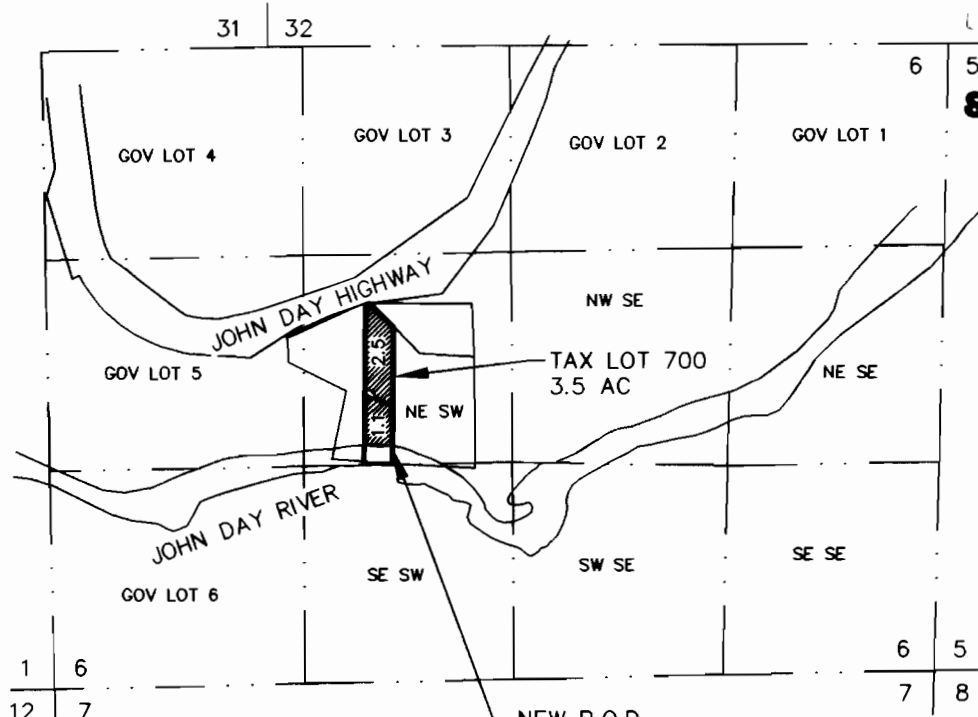 31 32
6 5
GOV LOT 4
GOV LOT 3
GOV LOT 2
GOV LOT 1
JOHN DAY HIGHWAY
NW SE
2.5
TAX LOT 700
3.5 AC
GOV LOT 5
NE SE
NE SW
JOHN DAY RIVER
SE SW
SW SE
SE SE
GOV LOT 6
1 6
12 7
6 5
7 8
NEW P.O.D.